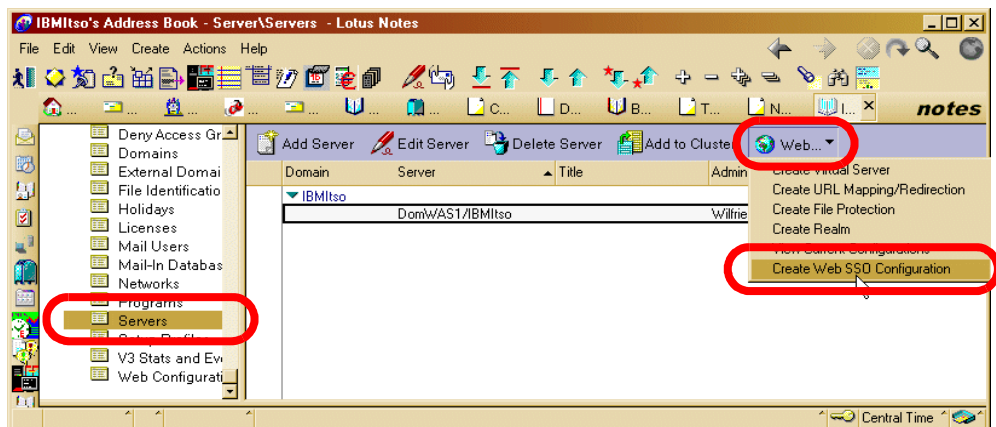 IBMItso's Address Book - Server\Servers - Lotus Notes
File Edit View Create Actions Help
... ... ... ... ... ... ... C... D... B... T... N... I... notes
Deny Access Gr
Domains
External Domai
File Identificatio
Holidays
Licenses
Mail Users
Mail-In Databas
Networks
Programs
Servers
Setup Profiles
V3 Stats and Eve
Web Configurati
Add Server Edit Server Delete Server Add to Cluster Web...
Domain Server Title Admin
IBMItso
DomWAS1/IBMItso Wilfrie
Create Virtual Server
Create URL Mapping/Redirection
Create File Protection
Create Realm
View Current Configurations
Create Web SSO Configuration
Central Time